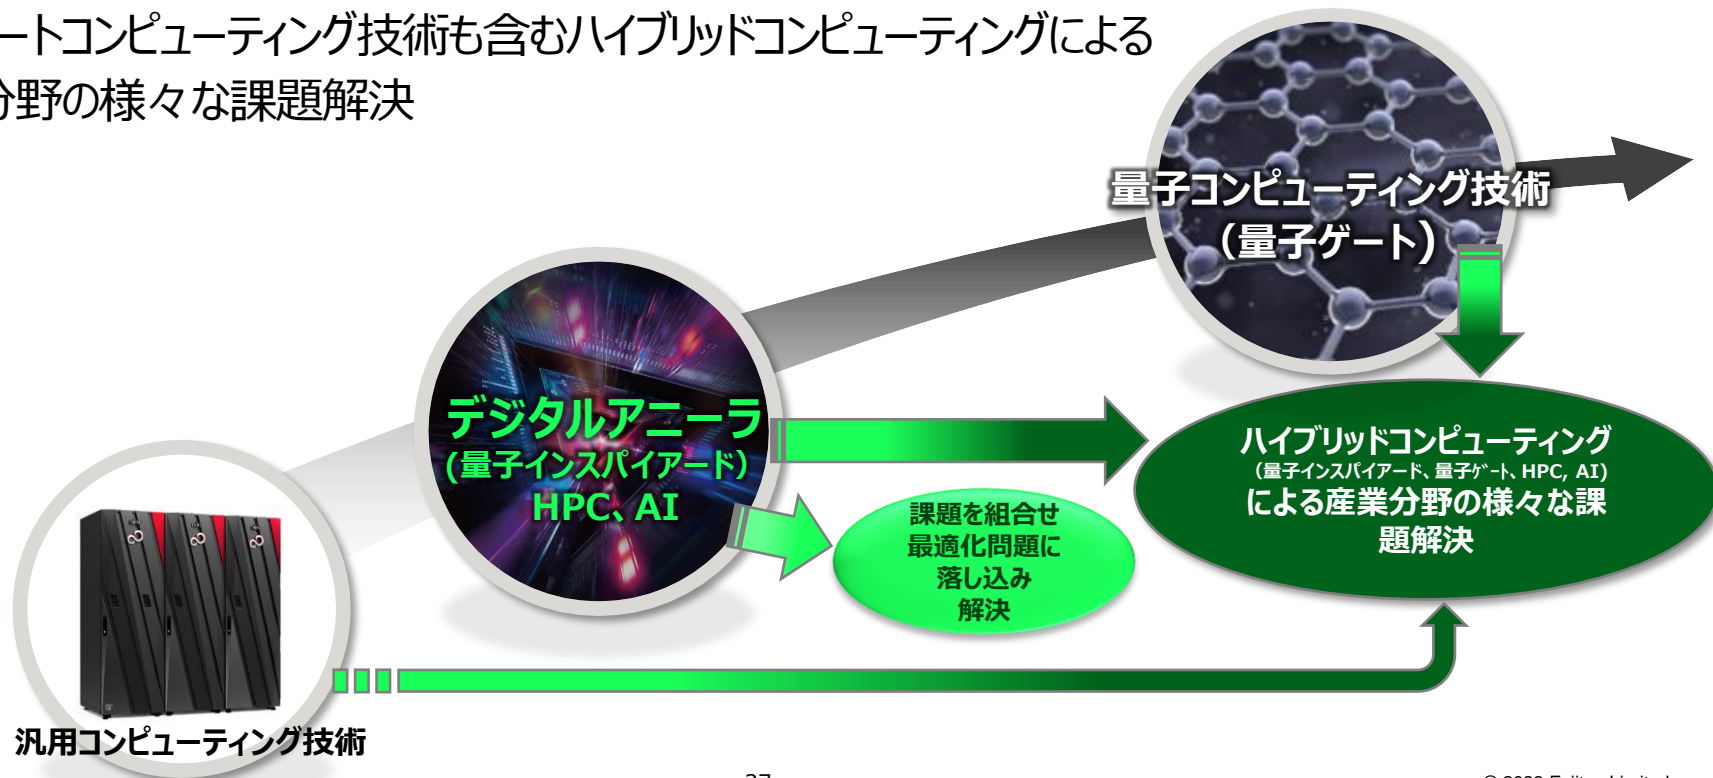 ートコンピューティング技術も含むハイブリッドコンピューティングによる
分野の様々な課題解決
量子コンピューティング技術
(量子ゲート)
デジタルアニーラ
(量子インスパイアード)
HPC、AI
ハイブリッドコンピューティング
(量子インスパイアード、量子ゲート、HPC, AI)
による産業分野の様々な課
題解決
課題を組合せ
最適化問題に
落し込み
解決
汎用コンピューティング技術